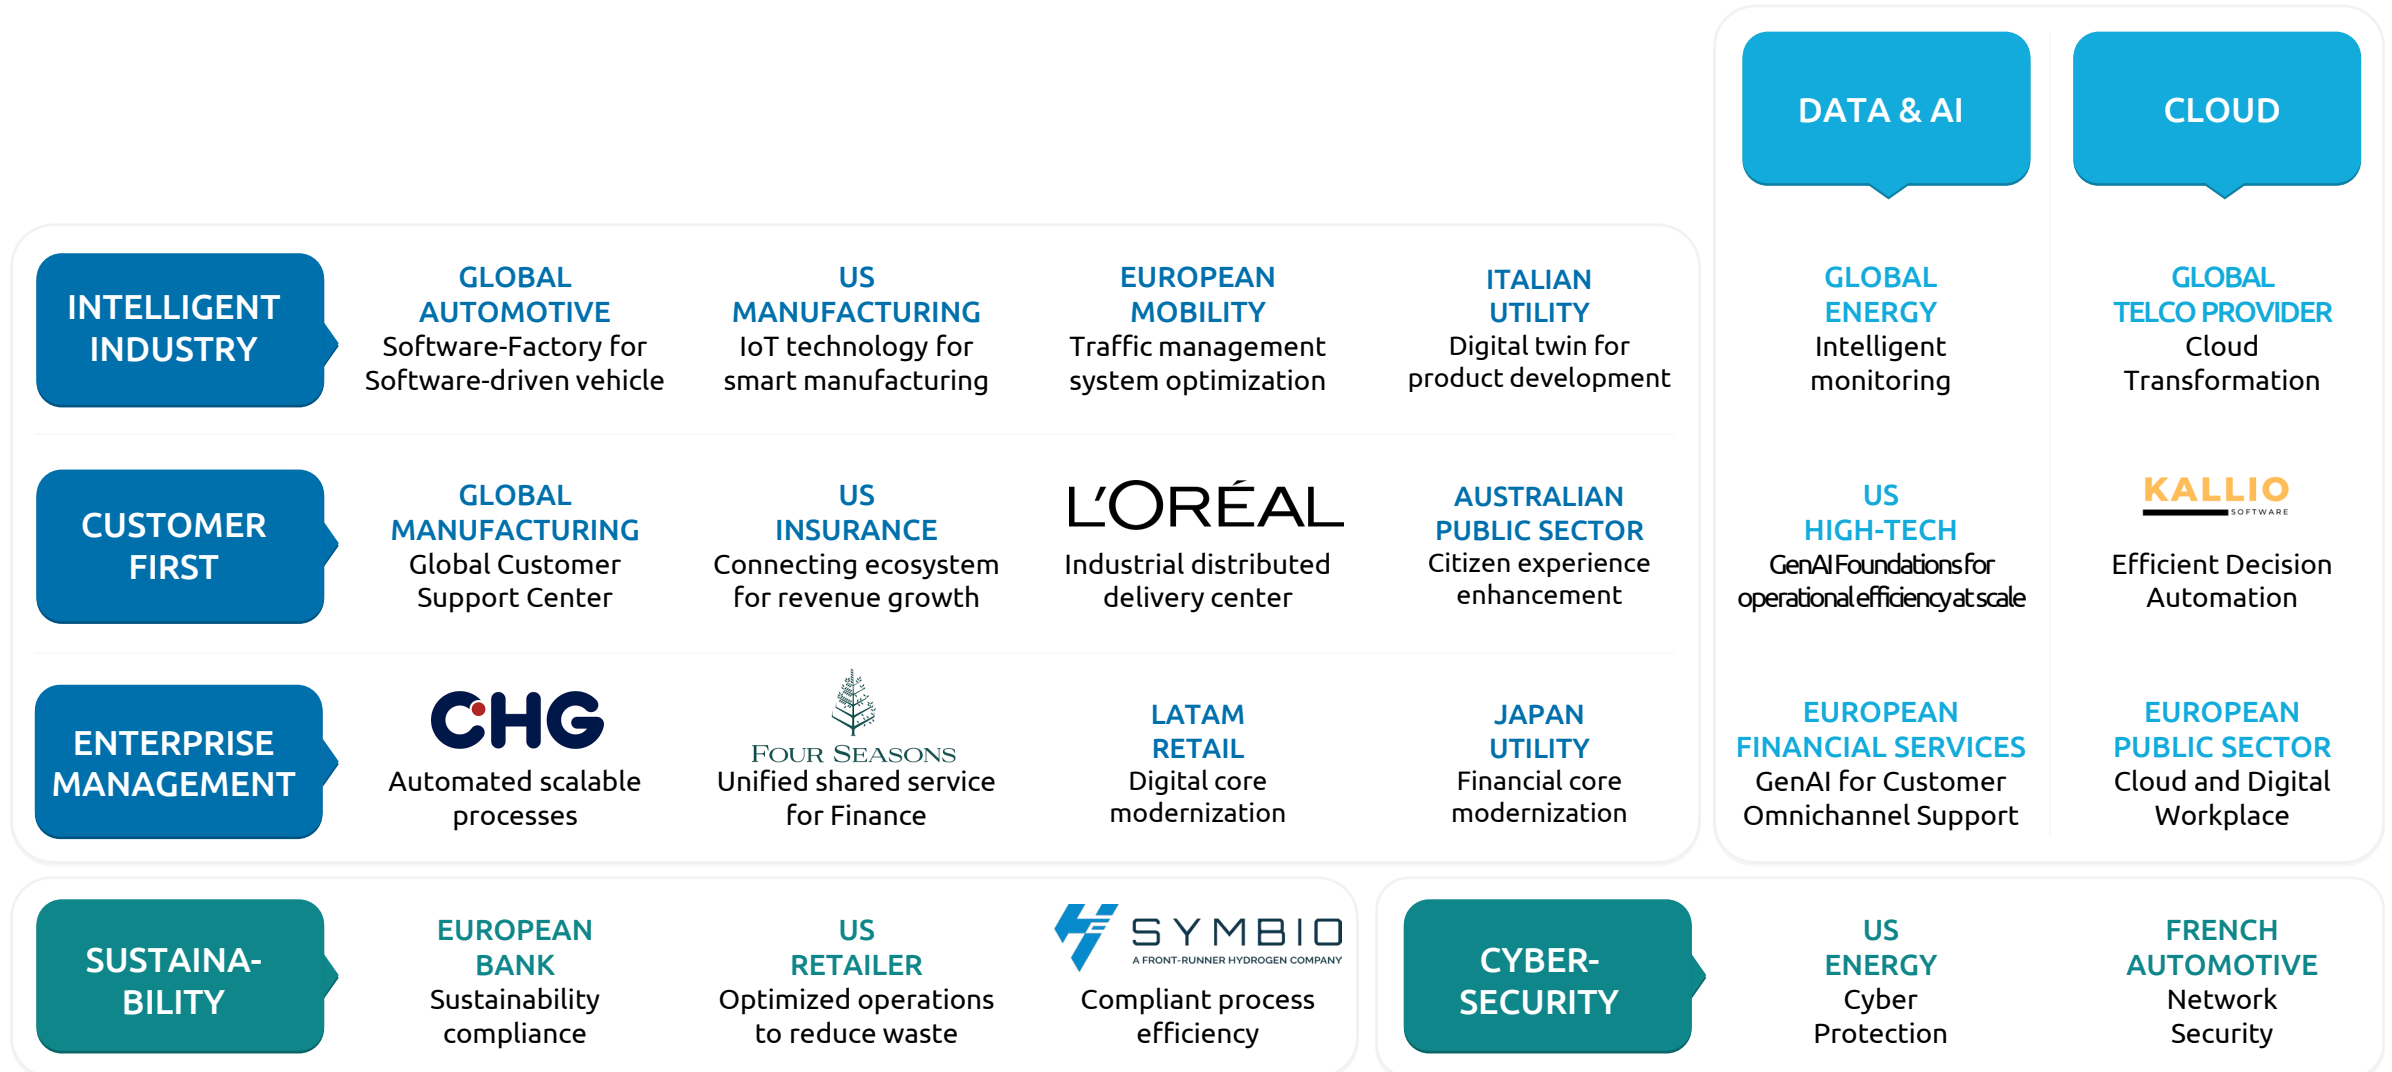 DATA & AI
CLOUD
INTELLIGENT
INDUSTRY
GLOBAL
AUTOMOTIVE
Software-Factory for
Software-driven vehicle
US
MANUFACTURING
IoT technology for
smart manufacturing
EUROPEAN
MOBILITY
Traffic management
system optimization
ITALIAN
UTILITY
Digital twin for
product development
GLOBAL
ENERGY
Intelligent
monitoring
GLOBAL
TELCO PROVIDER
Cloud
Transformation
CUSTOMER
FIRST
GLOBAL
MANUFACTURING
Global Customer
Support Center
US
INSURANCE
Connecting ecosystem
for revenue growth
L'ORÉAL
Industrial distributed
delivery center
AUSTRALIAN
PUBLIC SECTOR
Citizen experience
enhancement
US
HIGH-TECH
GenAI Foundations for
operational efficiency at scale
KALLIO
SOFTWARE
Efficient Decision
Automation
ENTERPRISE
MANAGEMENT
CHG
Automated scalable
processes
FOUR SEASONS
Unified shared service
for Finance
LATAM
RETAIL
Digital core
modernization
JAPAN
UTILITY
Financial core
modernization
EUROPEAN
FINANCIAL SERVICES
GenAI for Customer
Omnichannel Support
EUROPEAN
PUBLIC SECTOR
Cloud and Digital
Workplace
SUSTAINA-
BILITY
EUROPEAN
BANK
Sustainability
compliance
US
RETAILER
Optimized operations
to reduce waste
SYMBIO
A FRONT-RUNNER HYDROGEN COMPANY
Compliant process
efficiency
CYBER-
SECURITY
US
ENERGY
Cyber
Protection
FRENCH
AUTOMOTIVE
Network
Security